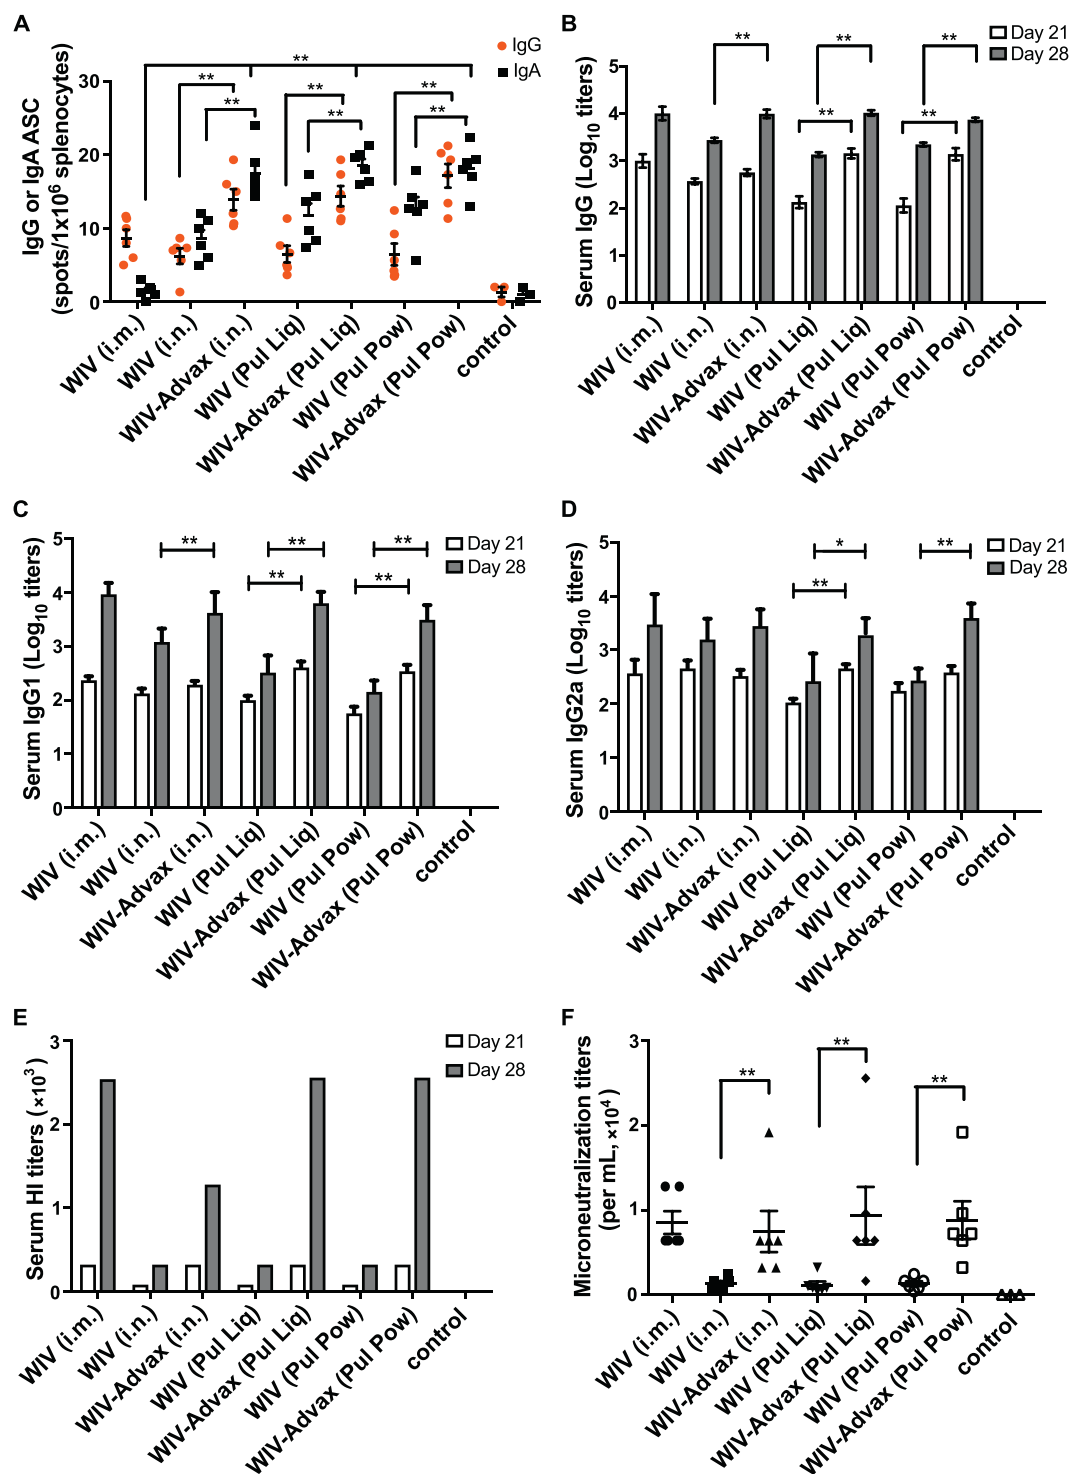 A
IgG
IgA
IgG or IgA ASC
(spots/1x10⁶ splenocytes)
30
20
10
0
**
**
**
**
**
**
**
WIV (i.m.)
WIV (i.n.)
WIV-Advax (i.n.)
WIV (Pul Liq)
WIV-Advax (Pul Liq)
WIV (Pul Pow)
WIV-Advax (Pul Pow)
control
B
Day 21
Day 28
Serum IgG (Log₁₀ titers)
5
4
3
2
1
0
**
**
**
**
**
WIV (i.m.)
WIV (i.n.)
WIV-Advax (i.n.)
WIV (Pul Liq)
WIV-Advax (Pul Liq)
WIV (Pul Pow)
WIV-Advax (Pul Pow)
control
C
Day 21
Day 28
Serum IgG1 (Log₁₀ titers)
5
4
3
2
1
0
**
**
**
**
**
WIV (i.m.)
WIV (i.n.)
WIV-Advax (i.n.)
WIV (Pul Liq)
WIV-Advax (Pul Liq)
WIV (Pul Pow)
WIV-Advax (Pul Pow)
control
D
Day 21
Day 28
Serum IgG2a (Log₁₀ titers)
5
4
3
2
1
0
*
**
**
WIV (i.m.)
WIV (i.n.)
WIV-Advax (i.n.)
WIV (Pul Liq)
WIV-Advax (Pul Liq)
WIV (Pul Pow)
WIV-Advax (Pul Pow)
control
E
Day 21
Day 28
Serum HI titers (×10³)
3
2
1
0
WIV (i.m.)
WIV (i.n.)
WIV-Advax (i.n.)
WIV (Pul Liq)
WIV-Advax (Pul Liq)
WIV (Pul Pow)
WIV-Advax (Pul Pow)
control
F
Microneutralization titers
(per mL, ×10⁴)
3
2
1
0
**
**
**
WIV (i.m.)
WIV (i.n.)
WIV-Advax (i.n.)
WIV (Pul Liq)
WIV-Advax (Pul Liq)
WIV (Pul Pow)
WIV-Advax (Pul Pow)
control